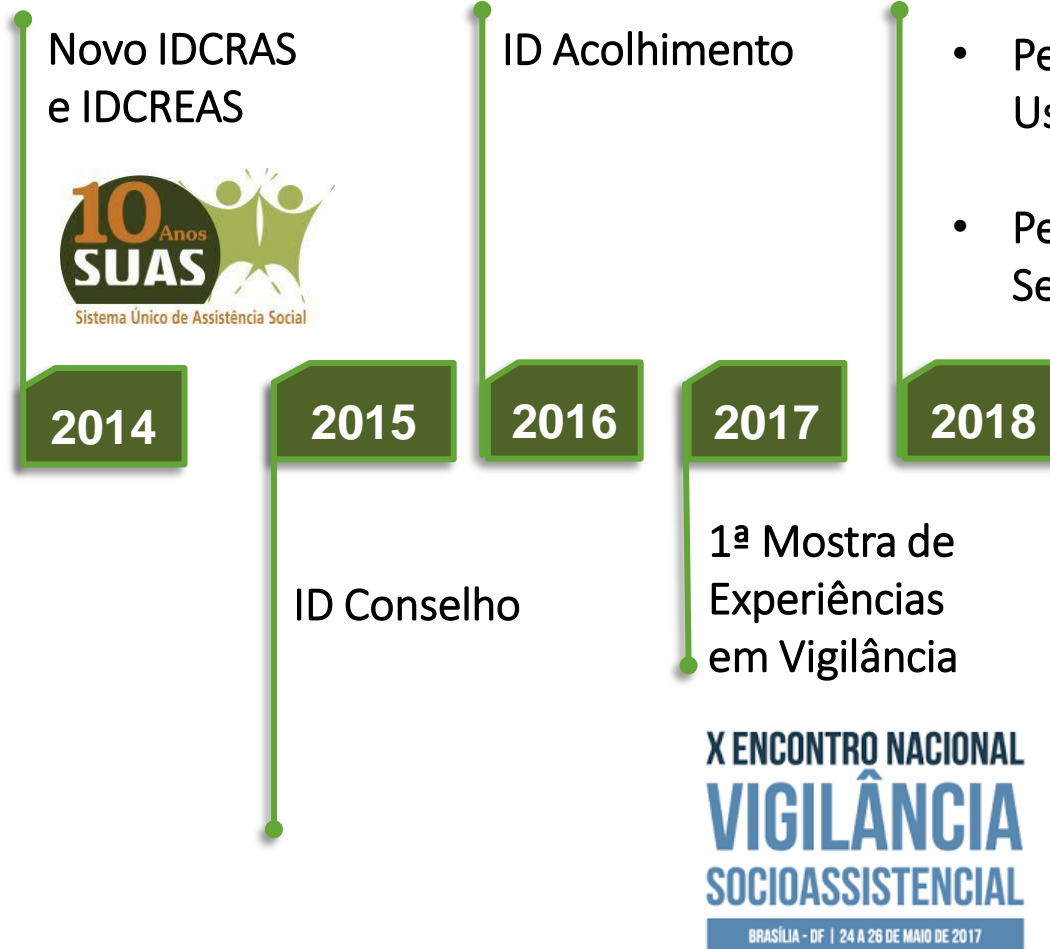 Novo IDCRAS
e IDCREAS
10
Anos
SUAS
Sistema Único de Assistência Social
2014
ID Conselho
2015
ID Acolhimento
2016
1ª Mostra de
Experiências
em Vigilância
2017
X ENCONTRO NACIONAL
VIGILÂNCIA
SOCIOASSISTENCIAL
BRASÍLIA - DF | 24 A 26 DE MAIO DE 2017
•
•
2018